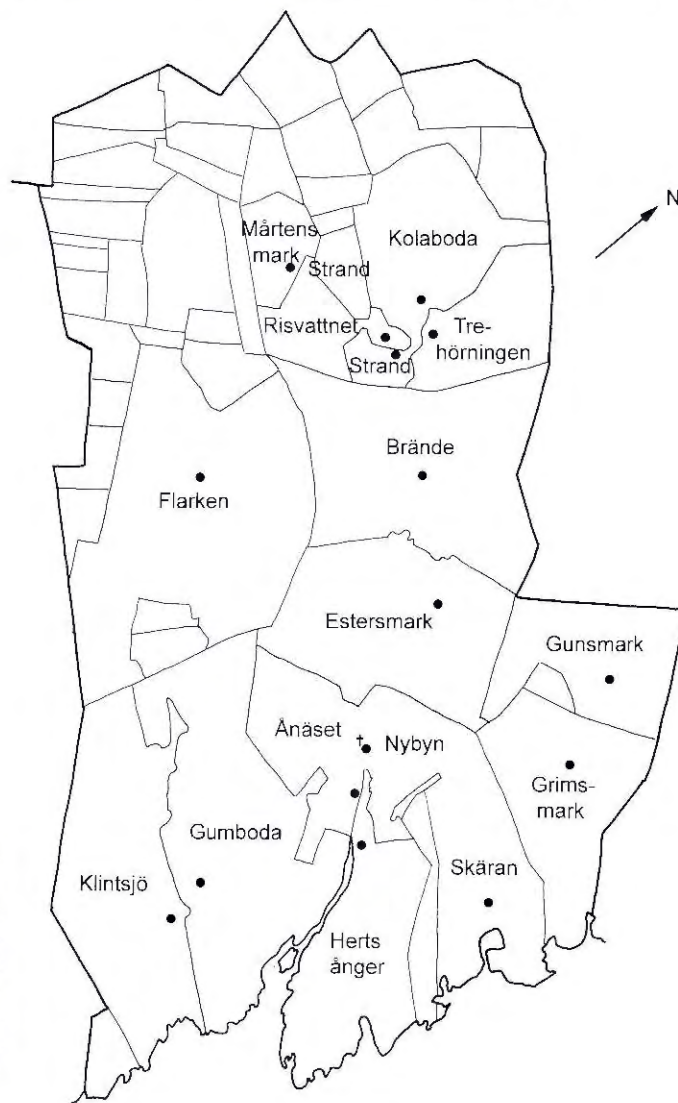 N
Mårtens
mark
Strand
Kolaboda
Risvattnet
Tre-
hörningen
Strand
Brände
Flarken
Estersmark
Gunsmark
Ånäset
Nybyn
Grims-
mark
Gumboda
Klintsjö
Skäran
Herts
ånger